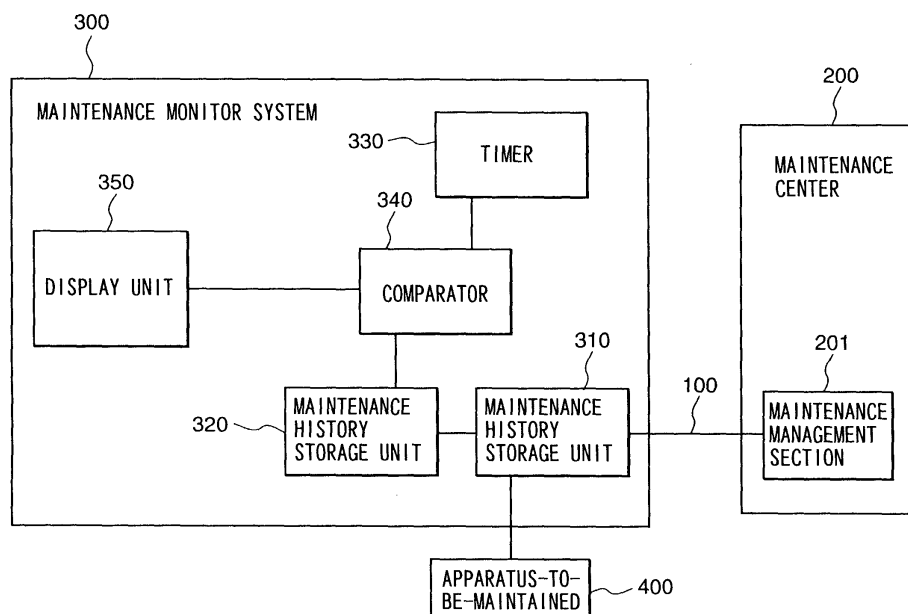 300
MAINTENANCE MONITOR SYSTEM
330
TIMER
200
MAINTENANCE
CENTER
350
DISPLAY UNIT
340
COMPARATOR
320
MAINTENANCE
HISTORY
STORAGE UNIT
310
MAINTENANCE
HISTORY
STORAGE UNIT
100
201
MAINTENANCE
MANAGEMENT
SECTION
APPARATUS-TO-
BE-MAINTAINED
400